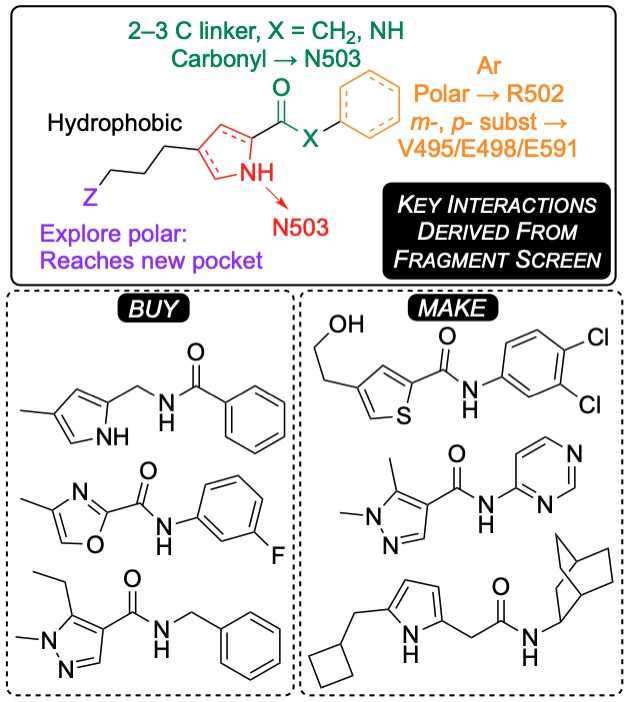 2–3 C linker, X = CH₂, NH
Carbonyl → N503
Ar
Polar → R502
m-, p- subst →
V495/E498/E591
Hydrophobic
O
X
NH
N503
Z
Explore polar:
Reaches new pocket
KEY INTERACTIONS
DERIVED FROM
FRAGMENT SCREEN
BUY
O
N
H
NH
N
O
O
N
H
F
O
N
N
N
H
MAKE
OH
O
S
N
H
Cl
Cl
O
N
N
N
H
N
N
O
N
H
N
H